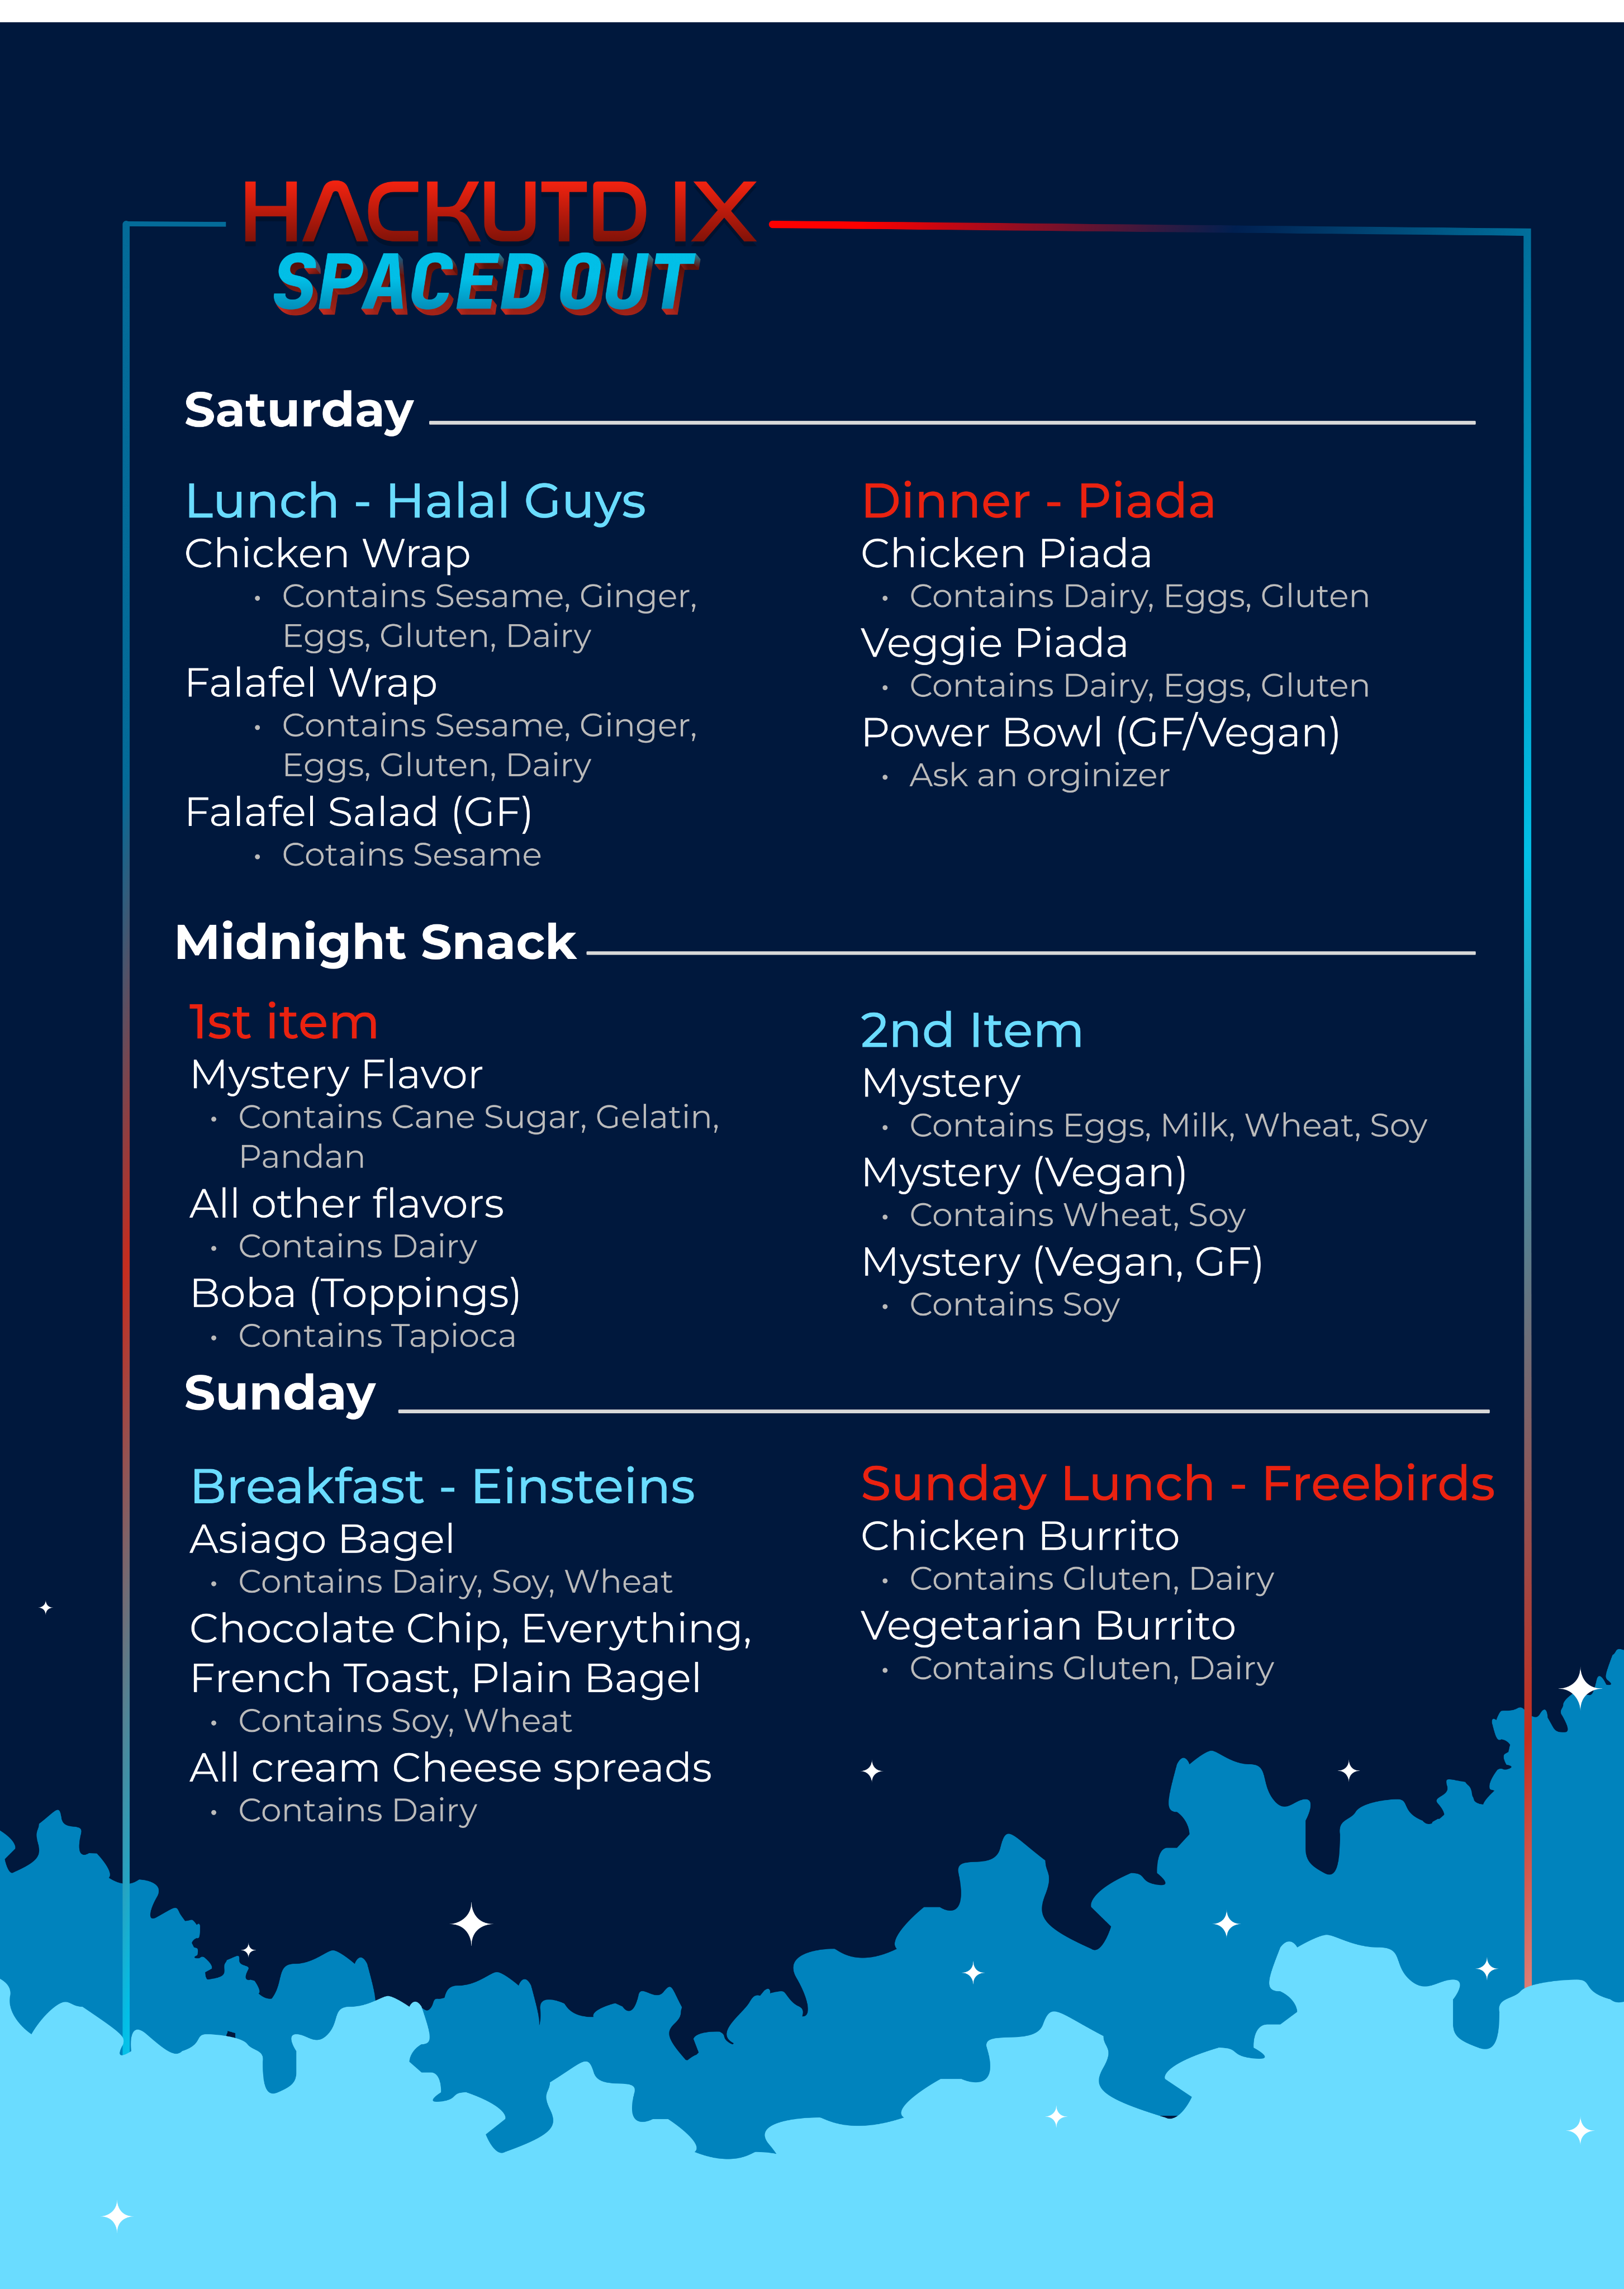 HACKUTD IX
SPACED OUT
Saturday
Lunch - Halal Guys
Chicken Wrap
• Contains Sesame, Ginger,
Eggs, Gluten, Dairy
Falafel Wrap
• Contains Sesame, Ginger,
Eggs, Gluten, Dairy
Falafel Salad (GF)
• Cotains Sesame
Dinner - Piada
Chicken Piada
• Contains Dairy, Eggs, Gluten
Veggie Piada
• Contains Dairy, Eggs, Gluten
Power Bowl (GF/Vegan)
• Ask an orginizer
Midnight Snack
1st item
Mystery Flavor
• Contains Cane Sugar, Gelatin,
Pandan
All other flavors
• Contains Dairy
Boba (Toppings)
• Contains Tapioca
2nd Item
Mystery
• Contains Eggs, Milk, Wheat, Soy
Mystery (Vegan)
• Contains Wheat, Soy
Mystery (Vegan, GF)
• Contains Soy
Sunday
Breakfast - Einsteins
Asiago Bagel
• Contains Dairy, Soy, Wheat
Chocolate Chip, Everything,
French Toast, Plain Bagel
• Contains Soy, Wheat
All cream Cheese spreads
• Contains Dairy
Sunday Lunch - Freebirds
Chicken Burrito
• Contains Gluten, Dairy
Vegetarian Burrito
• Contains Gluten, Dairy